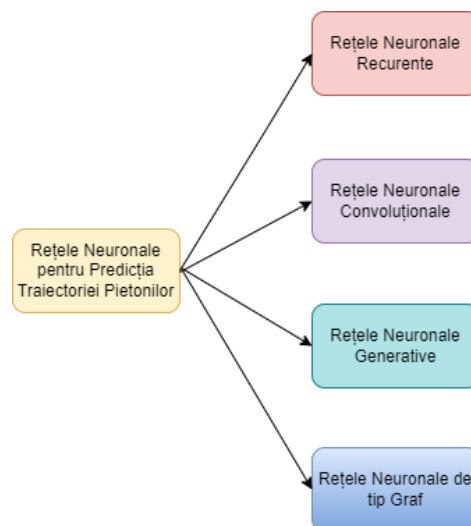 Rețele Neuronale
Recurente
Rețele Neuronale
Convoluționale
Rețele Neuronale
pentru Predicția
Traiectoriei Pietonilor
Rețele Neuronale
Generative
Rețele Neuronale de
tip Graf